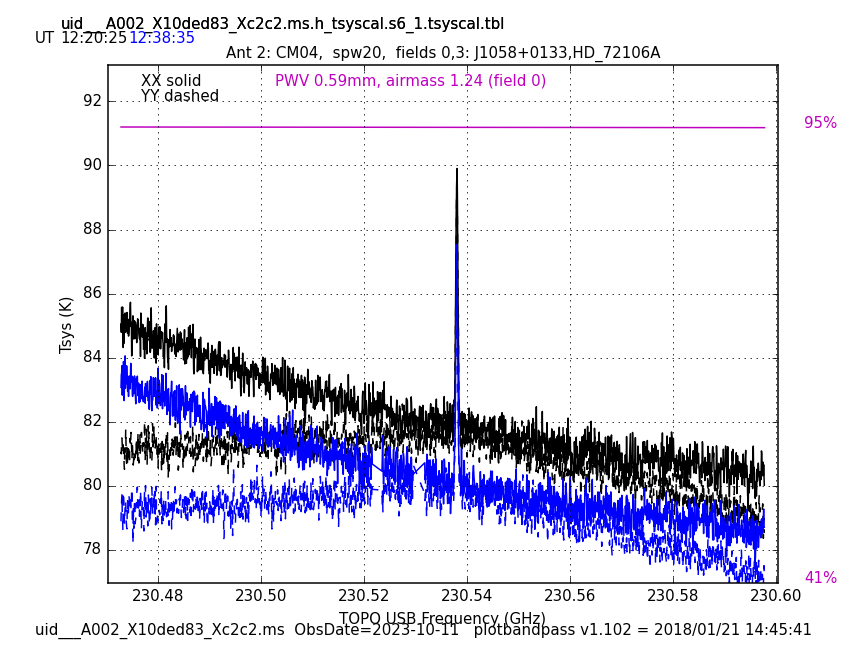 uid___A002_X10ded83_Xc2c2.ms.h_tsyscal.s6_1.tsyscal.tbl
UT 12:20:25 12:38:35
Ant 2: CM04,  spw20,  fields 0,3: J1058+0133,HD_72106A
XX solid
PWV 0.59mm, airmass 1.24 (field 0)
YY dashed
92
95%
90
88
86
84
82
80
78
Tsys (K)
41%
230.48 230.50 230.52 230.54 230.56 230.58 230.60
TOPO USB Frequency (GHz)
uid___A002_X10ded83_Xc2c2.ms  ObsDate=2023-10-11   plotbandpass v1.102 = 2018/01/21 14:45:41